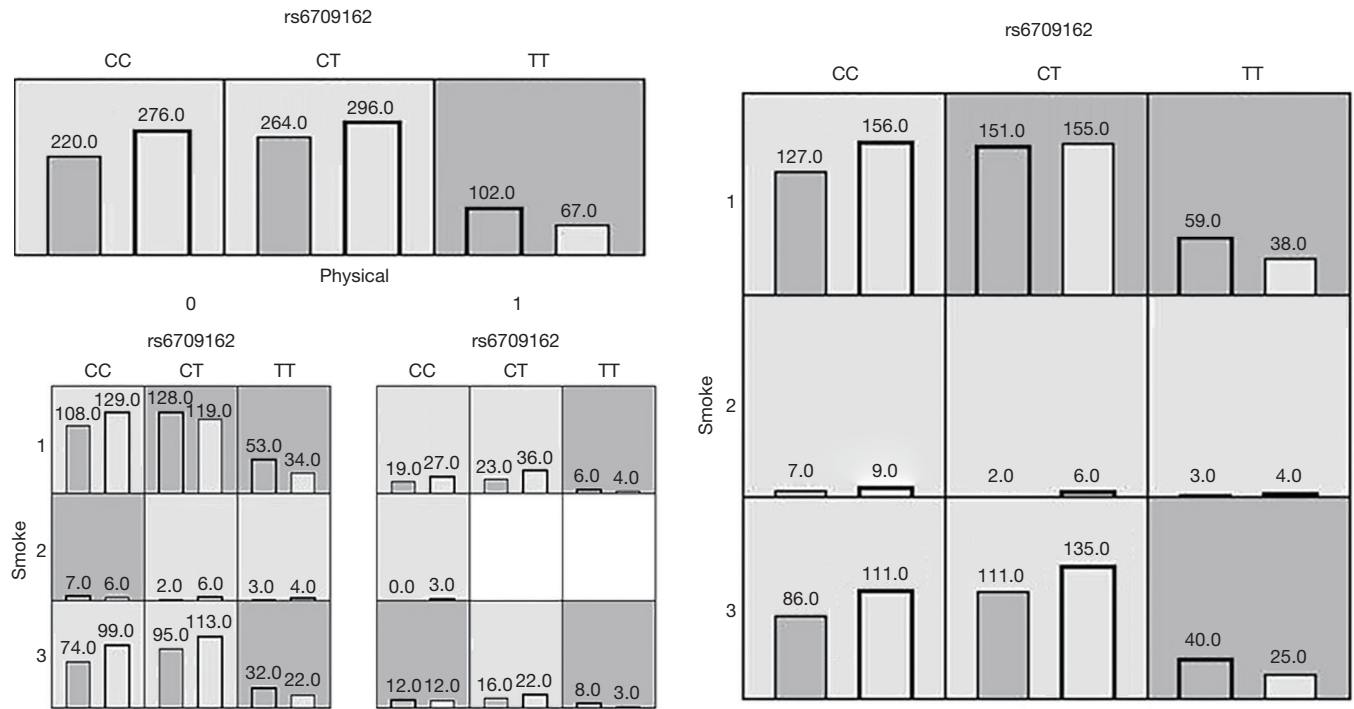 rs6709162
CC CT TT
220.0 276.0 264.0 296.0 102.0 67.0
Physical
0 1
rs6709162 rs6709162
CC CT TT CC CT TT
Smoke
1
108.0 129.0 128.0 119.0 53.0 34.0 19.0 27.0 23.0 36.0 6.0 4.0
2
7.0 6.0 2.0 6.0 3.0 4.0 0.0 3.0
3
74.0 99.0 95.0 113.0 32.0 22.0 12.0 12.0 16.0 22.0 8.0 3.0
rs6709162
CC CT TT
Smoke
1
127.0 156.0 151.0 155.0 59.0 38.0
2
7.0 9.0 2.0 6.0 3.0 4.0
3
86.0 111.0 111.0 135.0 40.0 25.0